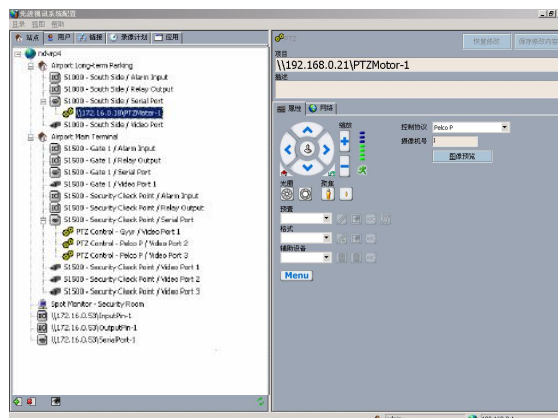 先进视讯系统配置
目录 视图 帮助
站点 用户 链接 录像计划 应用
ndvrp4
Airport Long-term Parking
S1000 - South Side / Alarm Input
S1000 - South Side / Relay Output
S1000 - South Side / Serial Port
\\172.16.0.18\PTZMotor-1
S1000 - South Side / Video Port
Airport Main Terminal
S1500 - Gate 1 / Alarm Input
S1500 - Gate 1 / Relay Output
S1500 - Gate 1 / Serial Port
S1500 - Gate 1 / Video Port 1
S1500 - Security Check Point / Alarm Input
S1500 - Security Check Point / Relay Output
S1500 - Security Check Point / Serial Port
PTZ Control - Gyyr / Video Port 1
PTZ Control - Pelco P / Video Port 2
PTZ Control - Pelco P / Video Port 3
S1500 - Security Check Point / Video Port 1
S1500 - Security Check Point / Video Port 2
S1500 - Security Check Point / Video Port 3
Spot Monitor - Security Room
\\172.16.0.53\InputPin-1
\\172.16.0.53\OutputPin-1
\\172.16.0.53\SerialPort-1
PTZ
恢复修改 保存修改内容
项目
\\192.168.0.21\PTZMotor-1
描述
属性 网络
缩放
控制协议 Pelco P
摄像机号 1
图像预览
光圈 聚焦
预置
格式
辅助设备
Menu